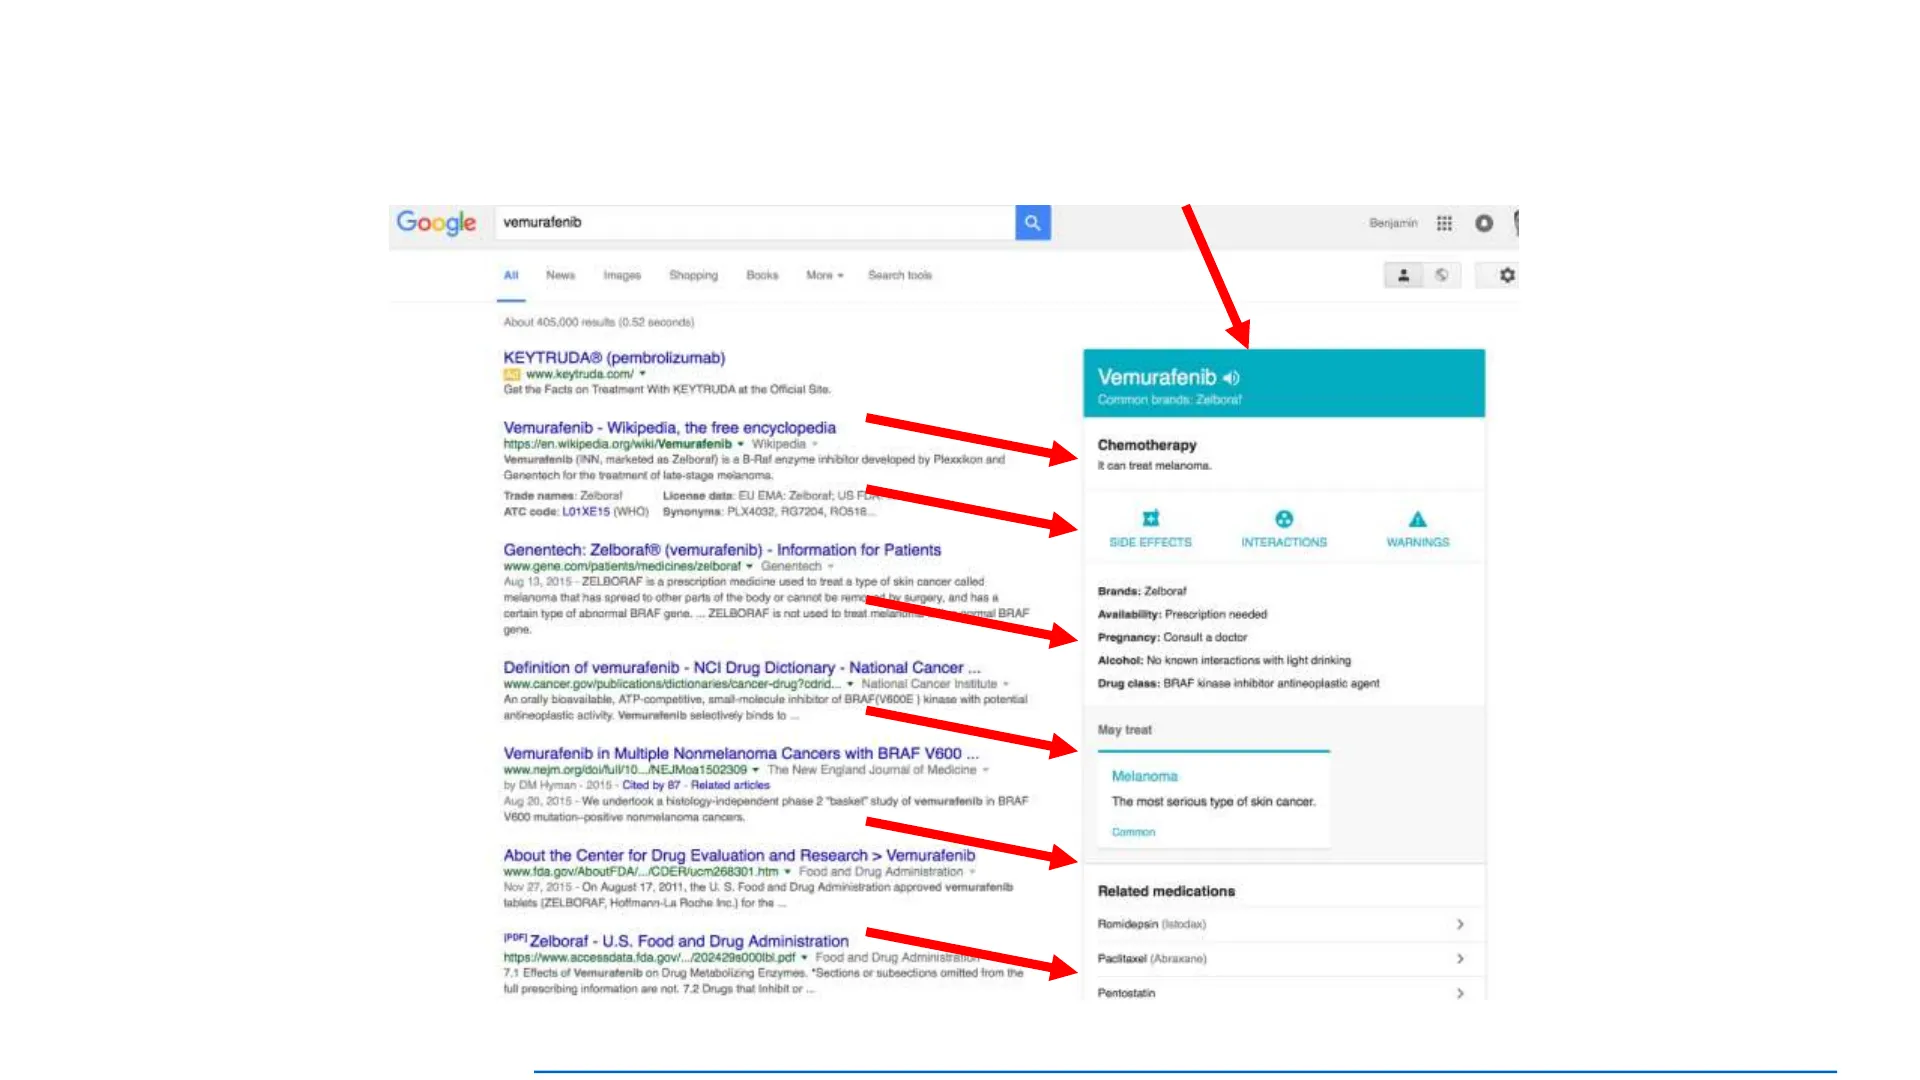 Google
vemurafenib
Benjamin
All News Images Shopping Books More Search tools
About 405,000 results (0.52 seconds)
KEYTRUDA® (pembrolizumab)
Ad www.keytruda.com/
Get the Facts on Treatment With KEYTRUDA at the Official Site.
Vemurafenib - Wikipedia, the free encyclopedia
https://en.wikipedia.org/wiki/Vemurafenib Wikipedia
Vemurafenib (INN, marketed as Zelboraf) is a B-Raf enzyme inhibitor developed by Plexxikon and
Genentech for the treatment of late-stage melanoma.
Trade names: Zelboraf License data: EU EMA: Zelboraf; US FDA:
ATC code: L01XE15 (WHO) Synonyms: PLX4032, RG7204, RO518...
Genentech: Zelboraf® (vemurafenib) - Information for Patients
www.gene.com/patients/medicines/zelboraf Genentech
Aug 13, 2015 - ZELBORAF is a prescription medicine used to treat a type of skin cancer called
melanoma that has spread to other parts of the body or cannot be removed by surgery, and has a
certain type of abnormal BRAF gene. ... ZELBORAF is not used to treat melanoma normal BRAF
gene.
Definition of vemurafenib - NCI Drug Dictionary - National Cancer ...
www.cancer.gov/publications/dictionaries/cancer-drug?cdrid... National Cancer Institute
An orally bioavailable, ATP-competitive, small-molecule inhibitor of BRAF(V600E ) kinase with potential
antineoplastic activity. Vemurafenib selectively binds to ...
Vemurafenib in Multiple Nonmelanoma Cancers with BRAF V600 ...
www.nejm.org/doi/full/10.../NEJMoa1502309 The New England Journal of Medicine
by DM Hyman - 2015 - Cited by 87 - Related articles
Aug 20, 2015 - We undertook a histology-independent phase 2 "basket" study of vemurafenib in BRAF
V600 mutation–positive nonmelanoma cancers.
About the Center for Drug Evaluation and Research > Vemurafenib
www.fda.gov/AboutFDA/.../CDER/ucm268301.htm Food and Drug Administration
Nov 27, 2015 - On August 17, 2011, the U. S. Food and Drug Administration approved vemurafenib
tablets (ZELBORAF, Hoffmann-La Roche Inc.) for the ...
[PDF] Zelboraf - U.S. Food and Drug Administration
https://www.accessdata.fda.gov/.../202429s000lbl.pdf Food and Drug Administration
7.1 Effects of Vemurafenib on Drug Metabolizing Enzymes. *Sections or subsections omitted from the
full prescribing information are not. 7.2 Drugs that Inhibit or ...
Vemurafenib
Common brands: Zelboraf
Chemotherapy
It can treat melanoma.
SIDE EFFECTS INTERACTIONS WARNINGS
Brands: Zelboraf
Availability: Prescription needed
Pregnancy: Consult a doctor
Alcohol: No known interactions with light drinking
Drug class: BRAF kinase inhibitor antineoplastic agent
May treat
Melanoma
The most serious type of skin cancer.
Common
Related medications
Romidepsin (Istodax)
Paclitaxel (Abraxane)
Pentostatin